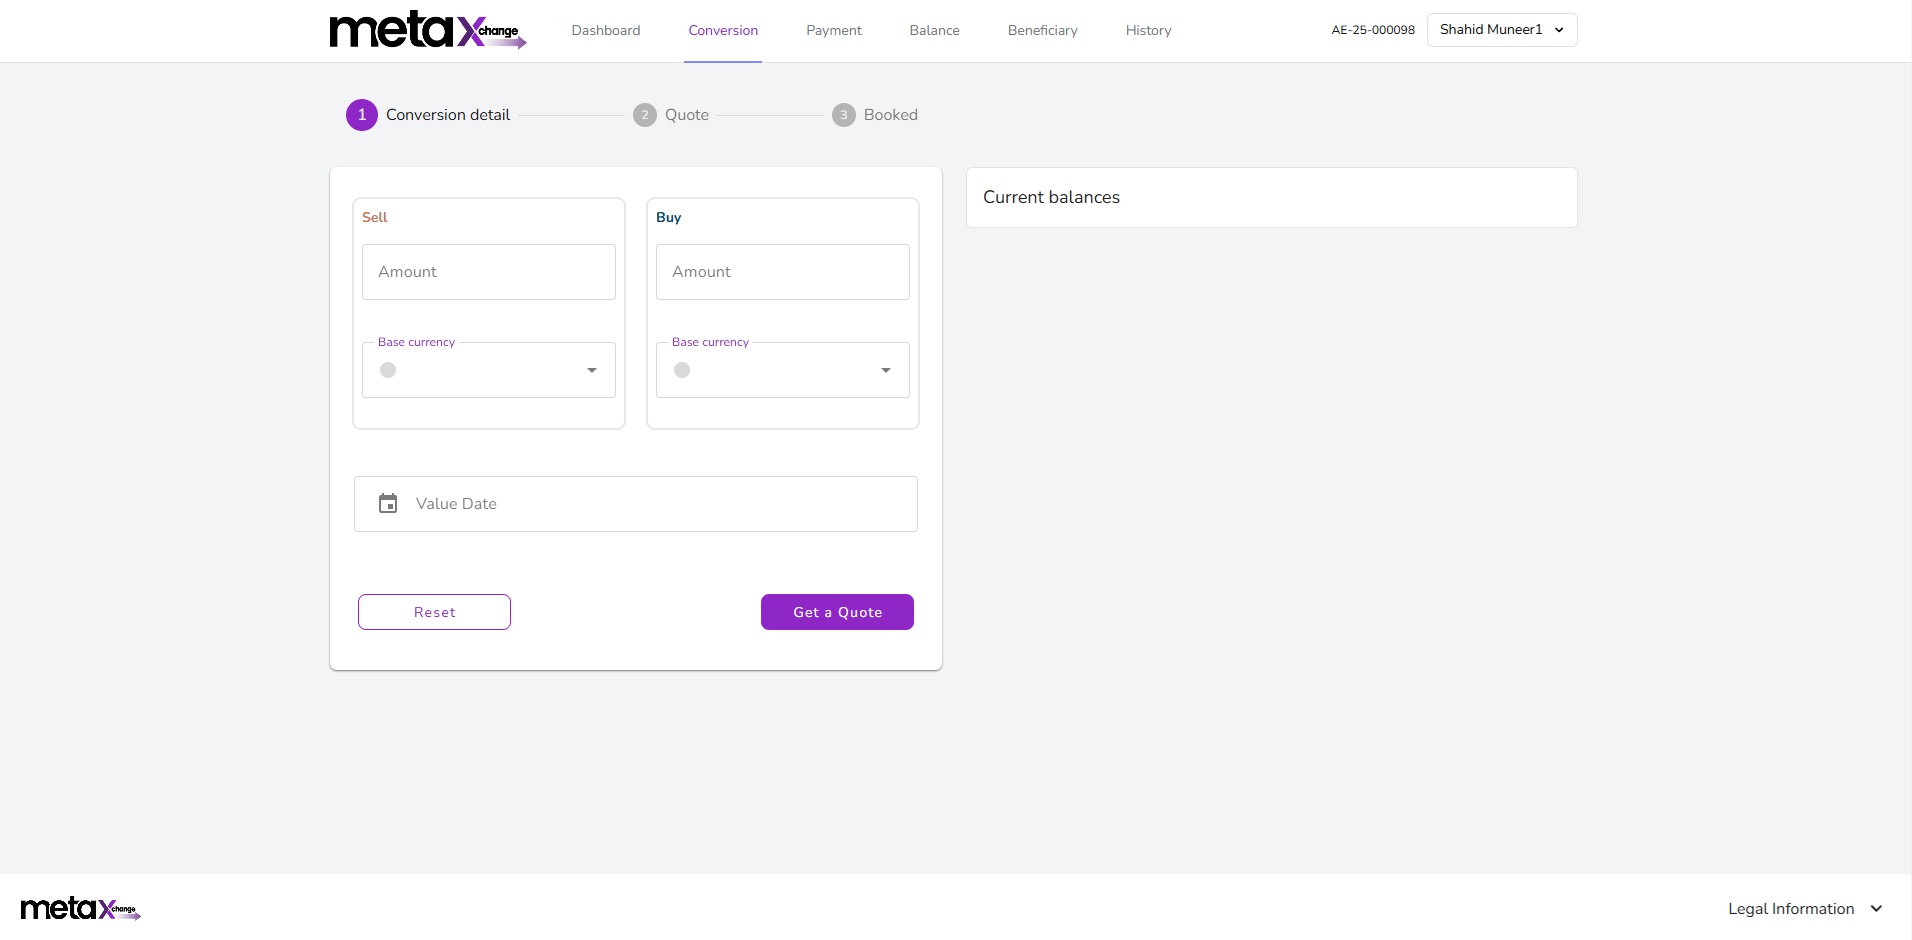 metaXchange
Dashboard
Conversion
Payment
Balance
Beneficiary
History
AE-25-000098
Shahid Muneer1
1 Conversion detail
2 Quote
3 Booked
Sell
Amount
Base currency
Buy
Amount
Base currency
Value Date
Reset
Get a Quote
Current balances
metaXchange
Legal Information